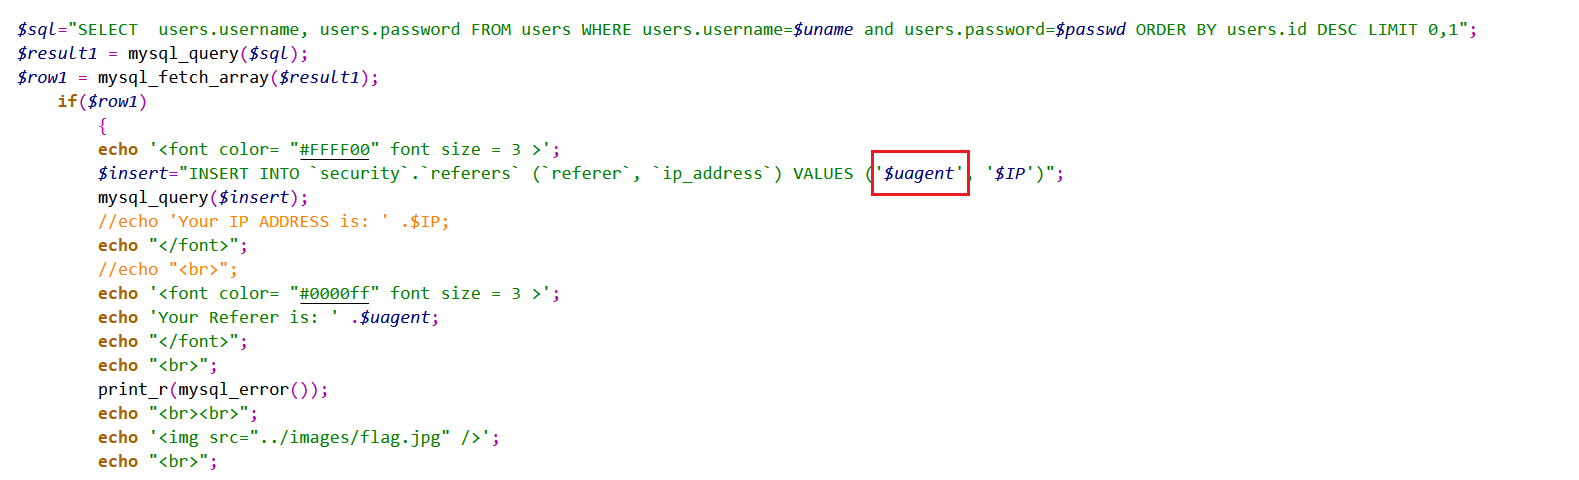 $sql="SELECT  users.username, users.password FROM users WHERE users.username=$uname and users.password=$passwd ORDER BY users.id DESC LIMIT 0,1";
$result1 = mysql_query($sql);
$row1 = mysql_fetch_array($result1);
if($row1)
{
echo '<font color= "#FFFF00" font size = 3 >';
$insert="INSERT INTO `security`.`referers` (`referer`, `ip_address`) VALUES ('$uagent', '$IP')";
mysql_query($insert);
//echo 'Your IP ADDRESS is: ' .$IP;
echo "</font>";
//echo "<br>";
echo '<font color= "#0000ff" font size = 3 >';
echo 'Your Referer is: ' .$uagent;
echo "</font>";
echo "<br>";
print_r(mysql_error());
echo "<br><br>";
echo '<img src="../images/flag.jpg" />';
echo "<br>";